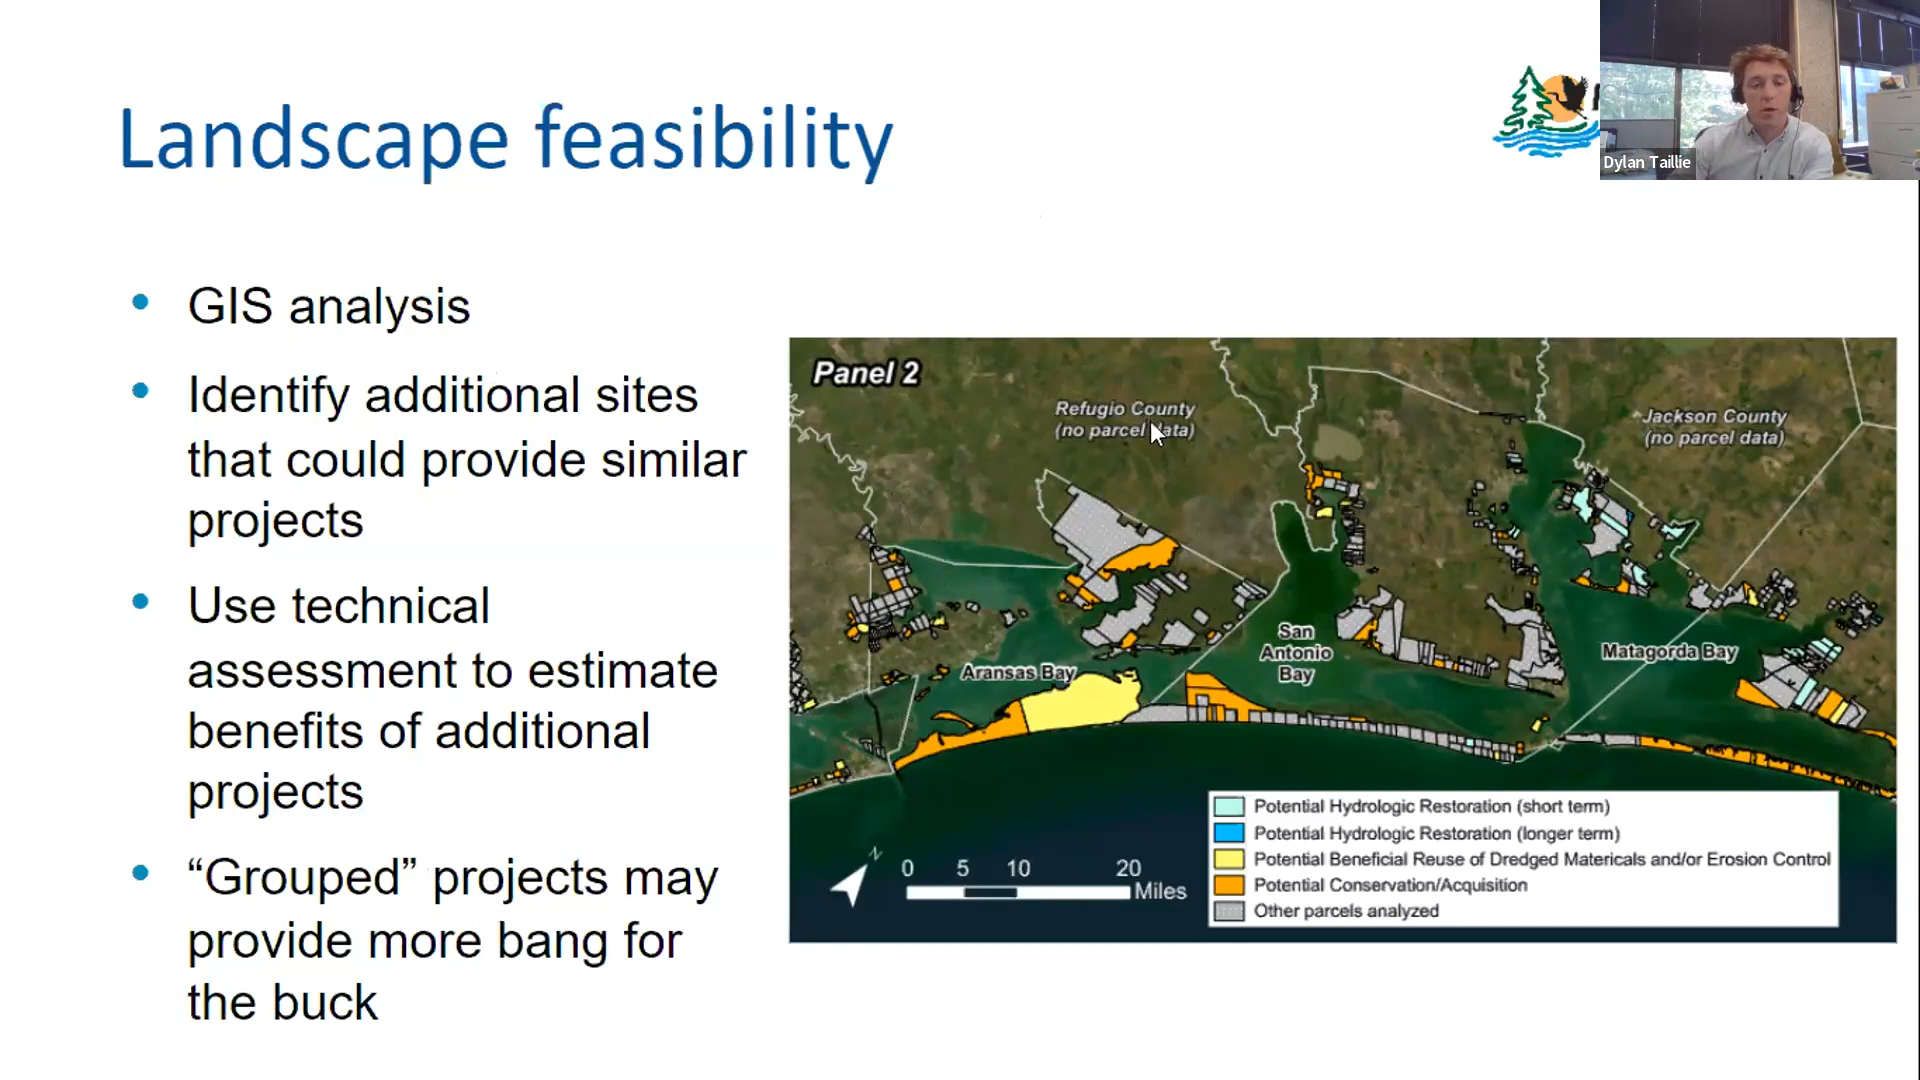 Landscape feasibility
Dylan Taillie
• GIS analysis
• Identify additional sites
that could provide similar
projects
• Use technical
assessment to estimate
benefits of additional
projects
• “Grouped” projects may
provide more bang for
the buck
Panel 2
Refugio County
(no parcel data)
Jackson County
(no parcel data)
San
Antonio
Bay
Matagorda Bay
Aransas Bay
N
0 5 10 20
Miles
Potential Hydrologic Restoration (short term)
Potential Hydrologic Restoration (longer term)
Potential Beneficial Reuse of Dredged Matericals and/or Erosion Control
Potential Conservation/Acquisition
Other parcels analyzed